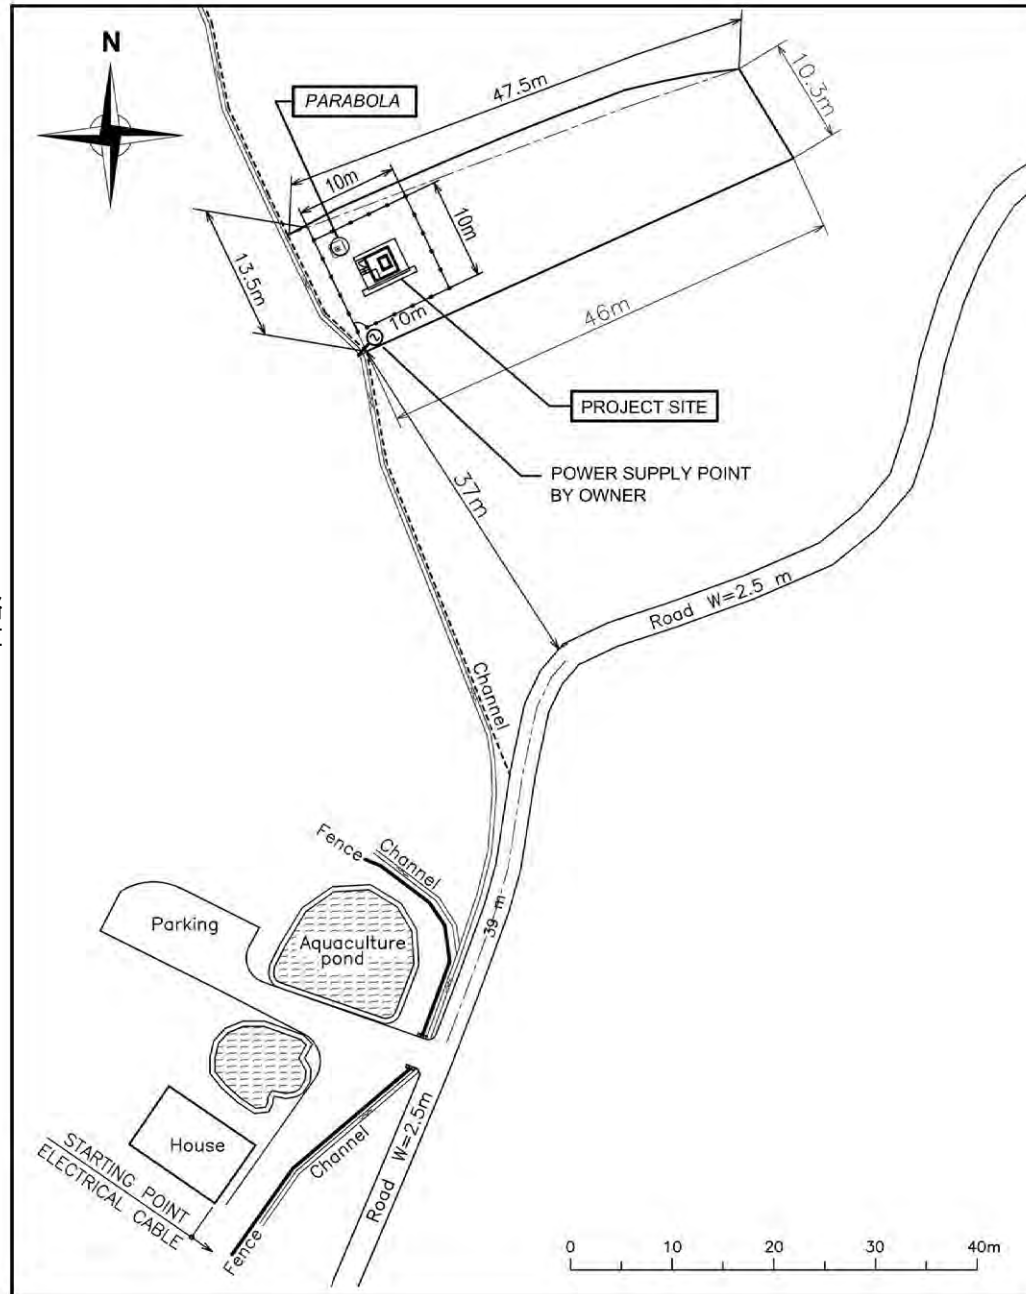 N
PARABOLA
47.5m
10.3m
10m
10m
13.5m
10m
2
46m
PROJECT SITE
POWER SUPPLY POINT
BY OWNER
37m
Road W=2.5 m
Channel
Fence
Channel
39 m
Parking
Aquaculture
pond
House
Channel
Road W=2.5m
STARTING POINT
ELECTRICAL CABLE
Fence
0 10 20 30 40m